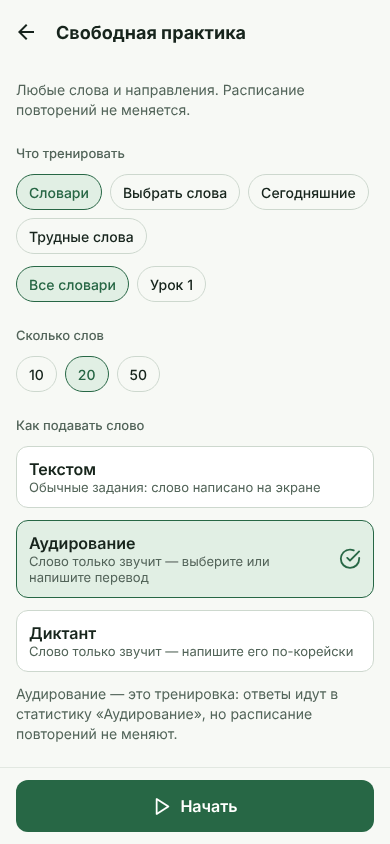 Свободная практика
Любые слова и направления. Расписание
повторений не меняется.
Что тренировать
Словари
Выбрать слова
Сегодняшние
Трудные слова
Все словари
Урок 1
Сколько слов
10
20
50
Как подавать слово
Текстом
Обычные задания: слово написано на экране
Аудирование
Слово только звучит — выберите или
напишите перевод
Диктант
Слово только звучит — напишите его по-корейски
Аудирование — это тренировка: ответы идут в
статистику «Аудирование», но расписание
повторений не меняют.
Начать